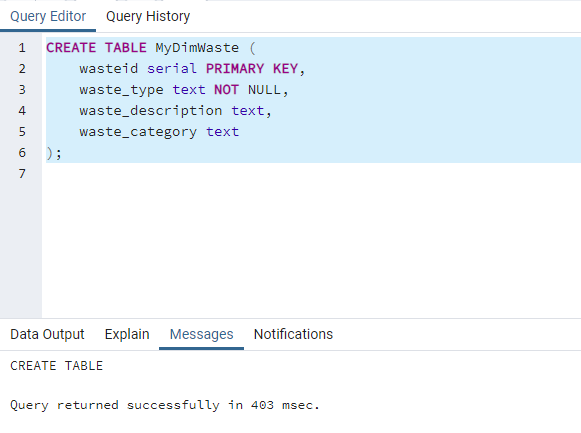 Query Editor Query History
1 CREATE TABLE MyDimWaste (
2     wasteid serial PRIMARY KEY,
3     waste_type text NOT NULL,
4     waste_description text,
5     waste_category text
6 );
7
Data Output Explain Messages Notifications
CREATE TABLE
Query returned successfully in 403 msec.